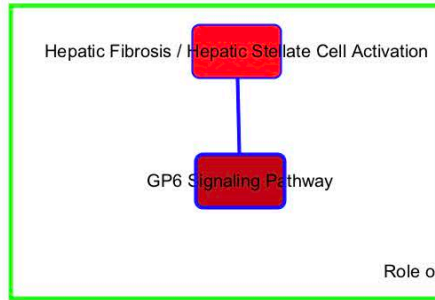 Hepatic Fibrosis / Hepatic Stellate Cell Activation
GP6 Signaling Pathway
Role o